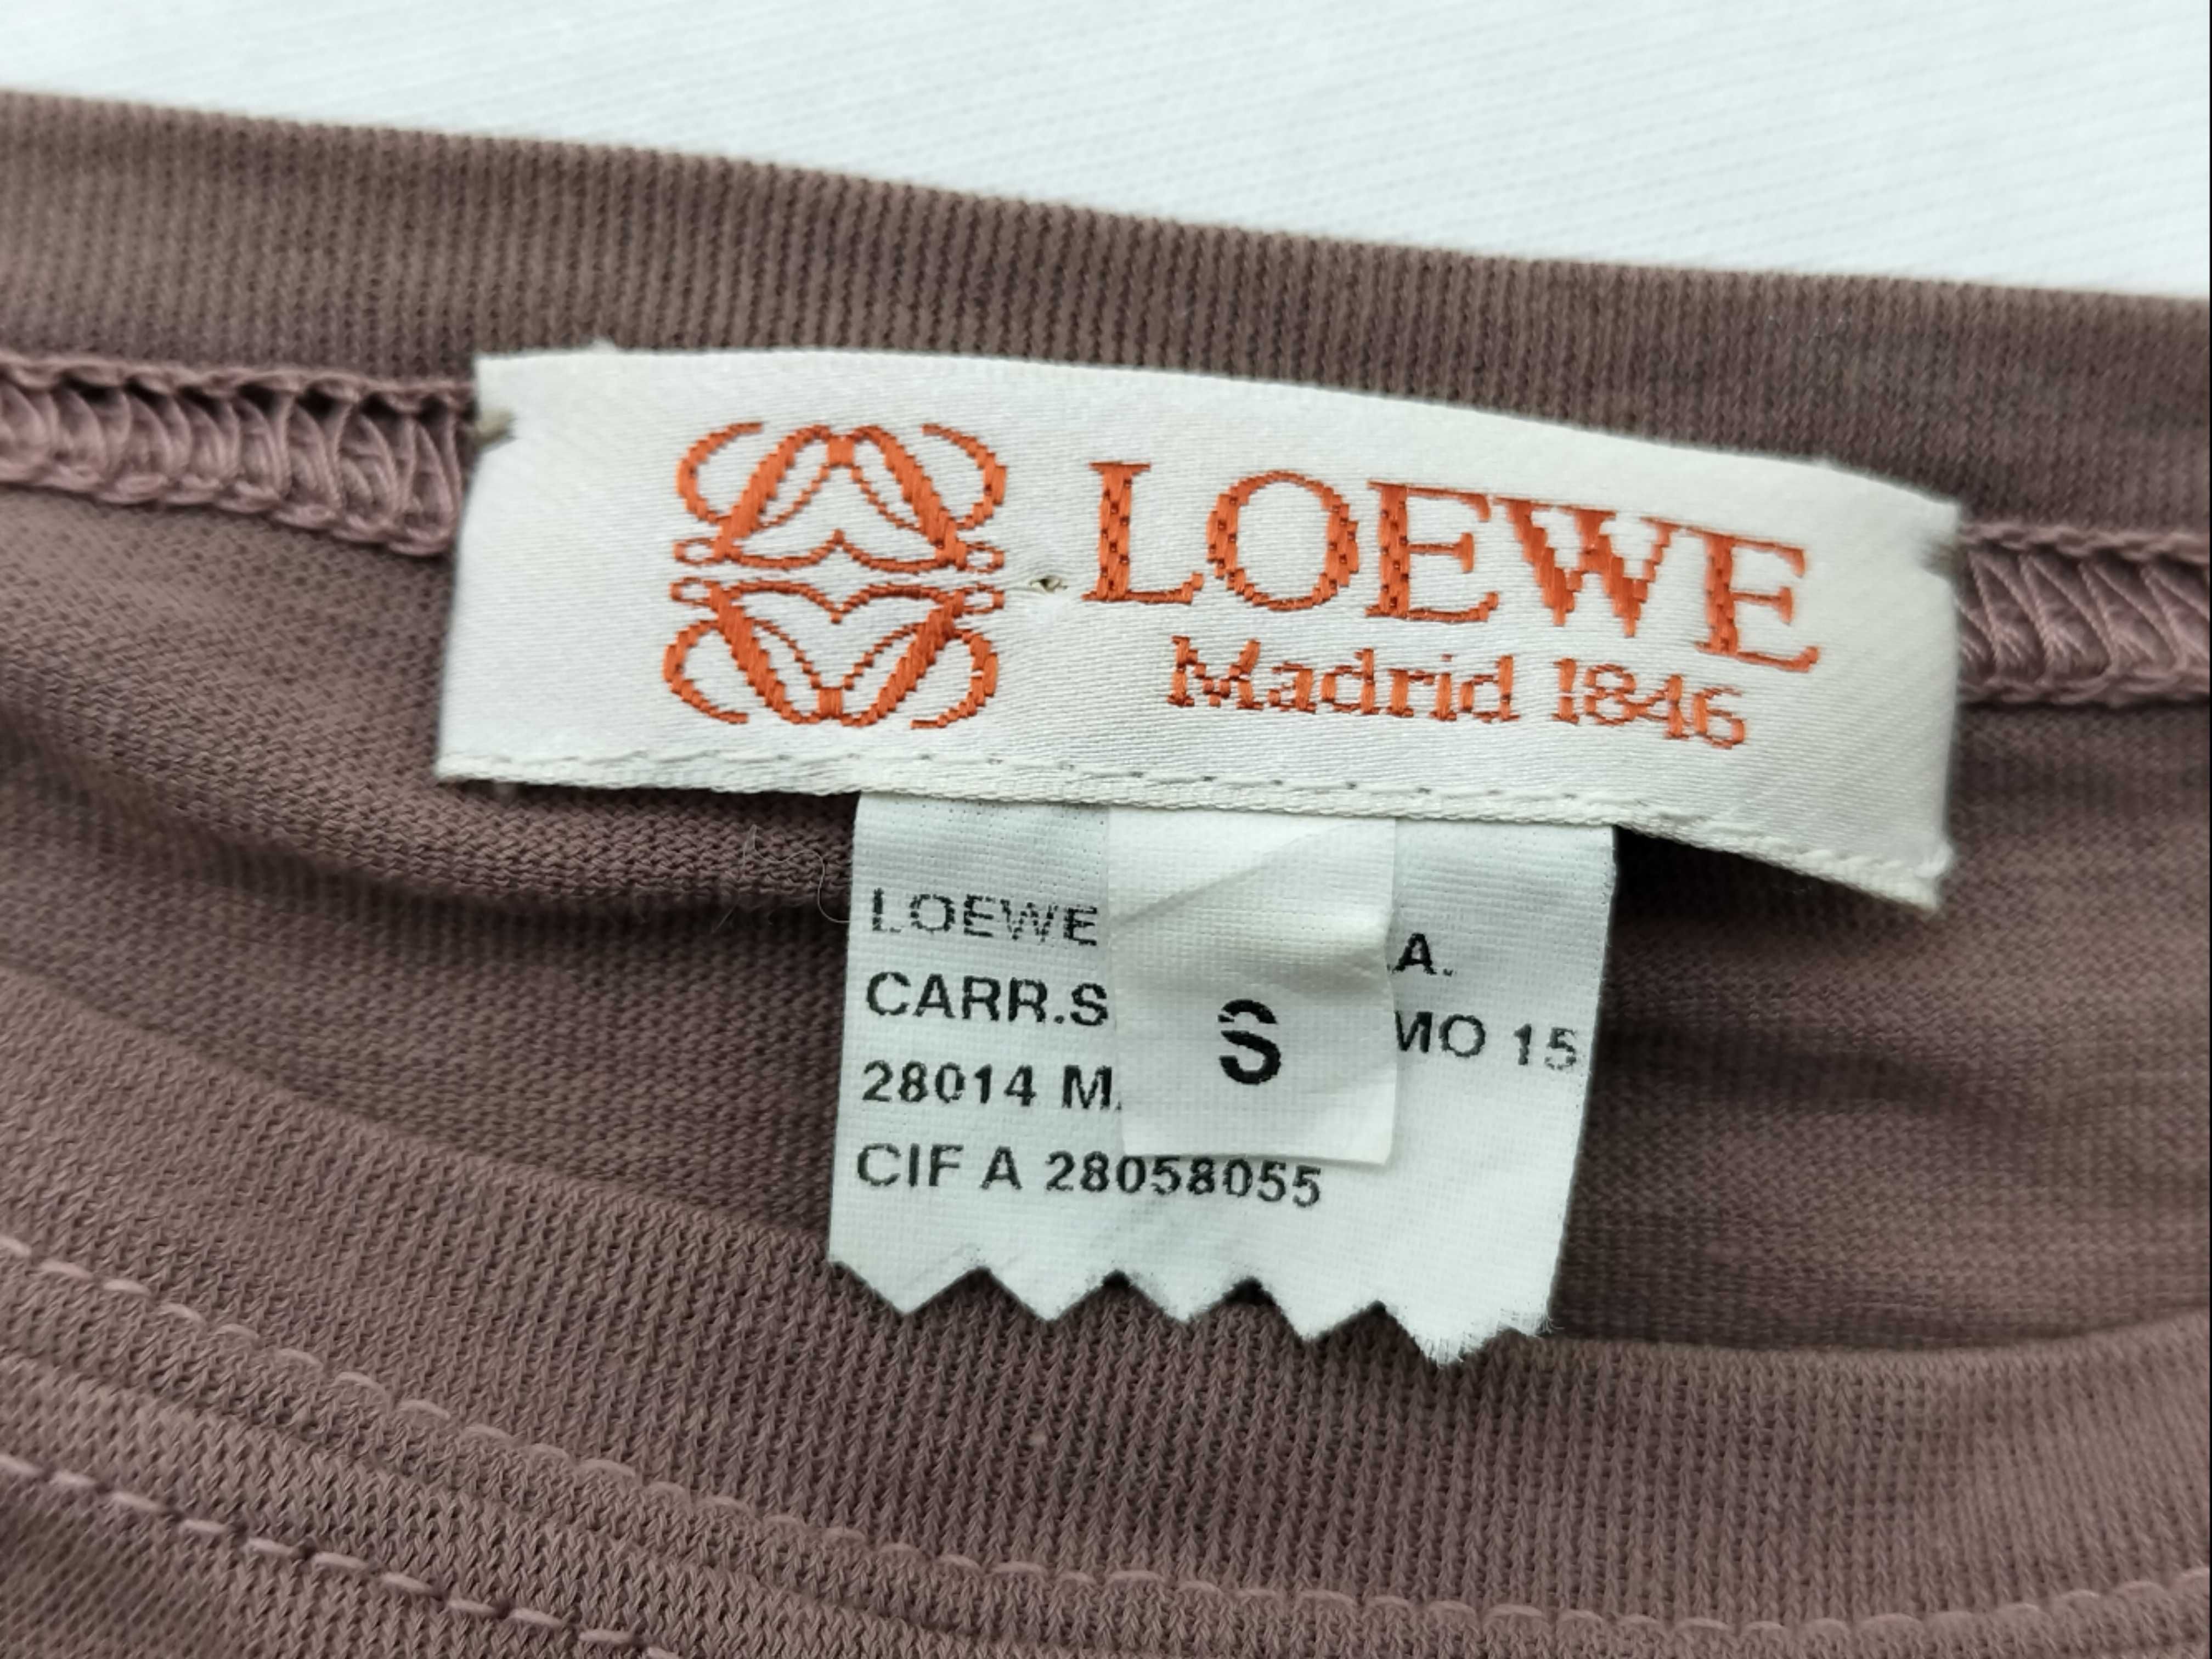 LOEWE
Madrid 1846
LOEWE A.
CARR.S MO 15
28014 M
CIF A 28058055
S